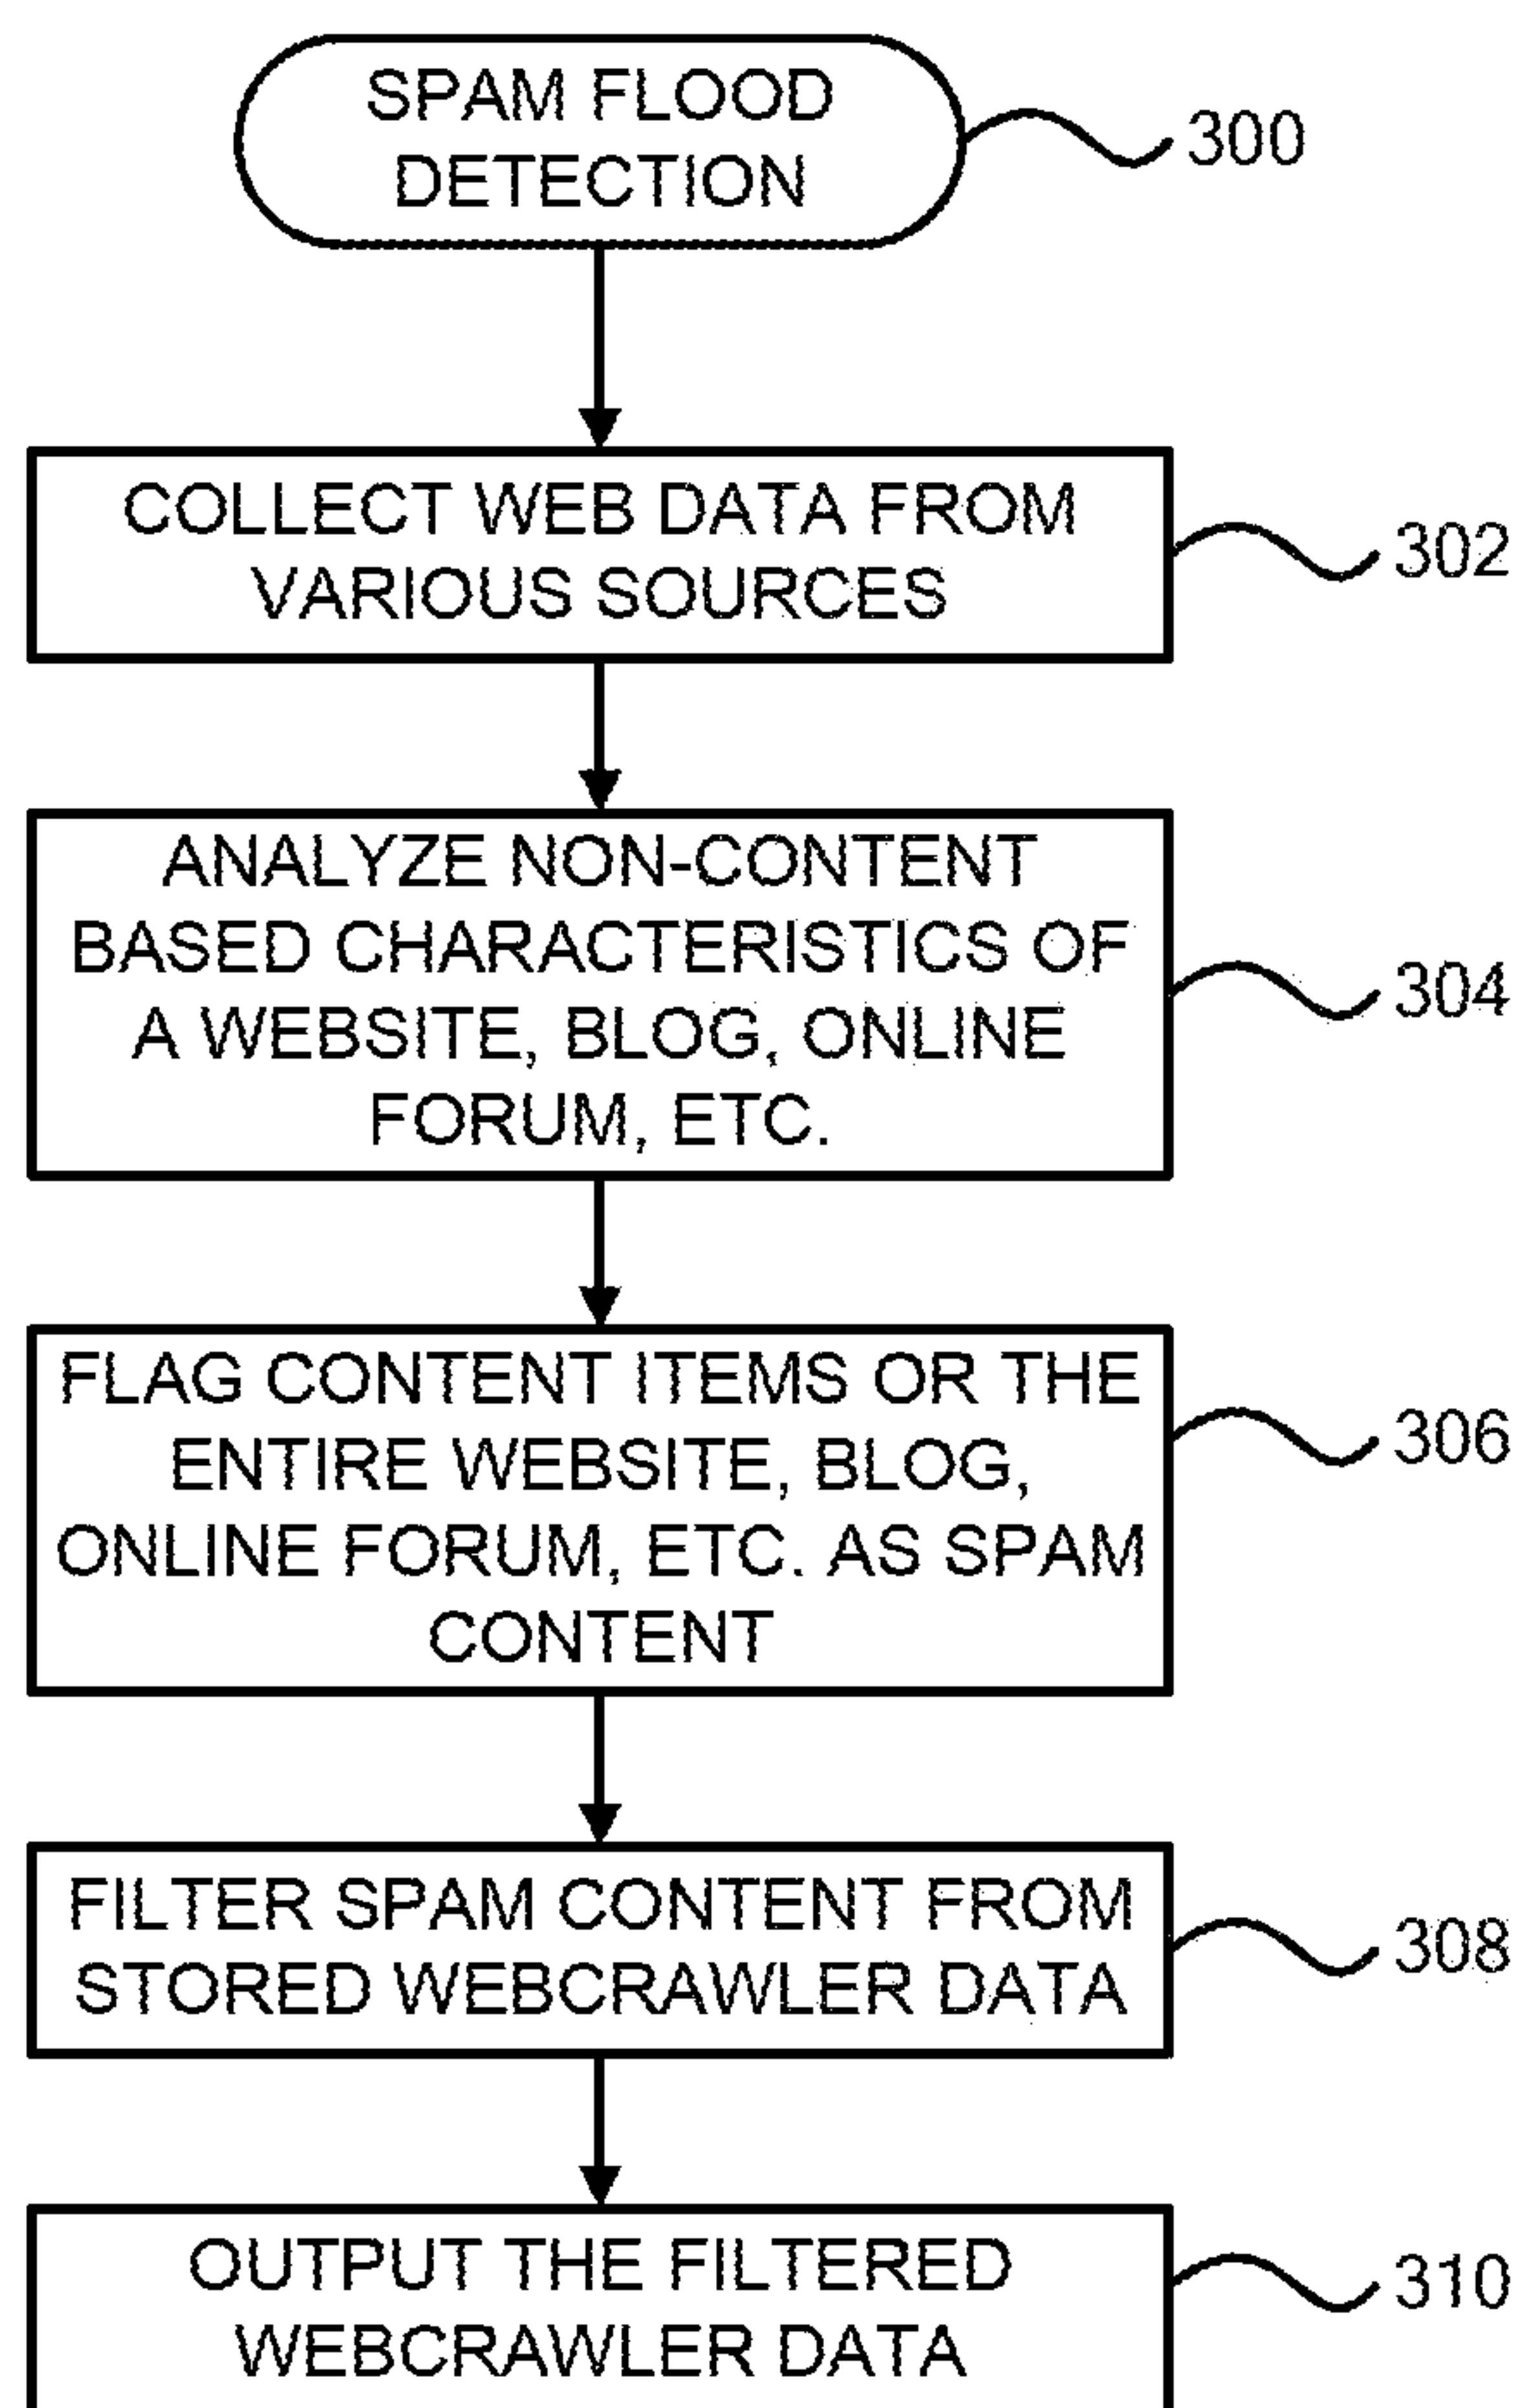 SPAM FLOOD
DETECTION
300
COLLECT WEB DATA FROM
VARIOUS SOURCES
302
ANALYZE NON-CONTENT
BASED CHARACTERISTICS OF
A WEBSITE, BLOG, ONLINE
FORUM, ETC.
304
FLAG CONTENT ITEMS OR THE
ENTIRE WEBSITE, BLOG,
ONLINE FORUM, ETC. AS SPAM
CONTENT
306
FILTER SPAM CONTENT FROM
STORED WEBCRAWLER DATA
308
OUTPUT THE FILTERED
WEBCRAWLER DATA
310